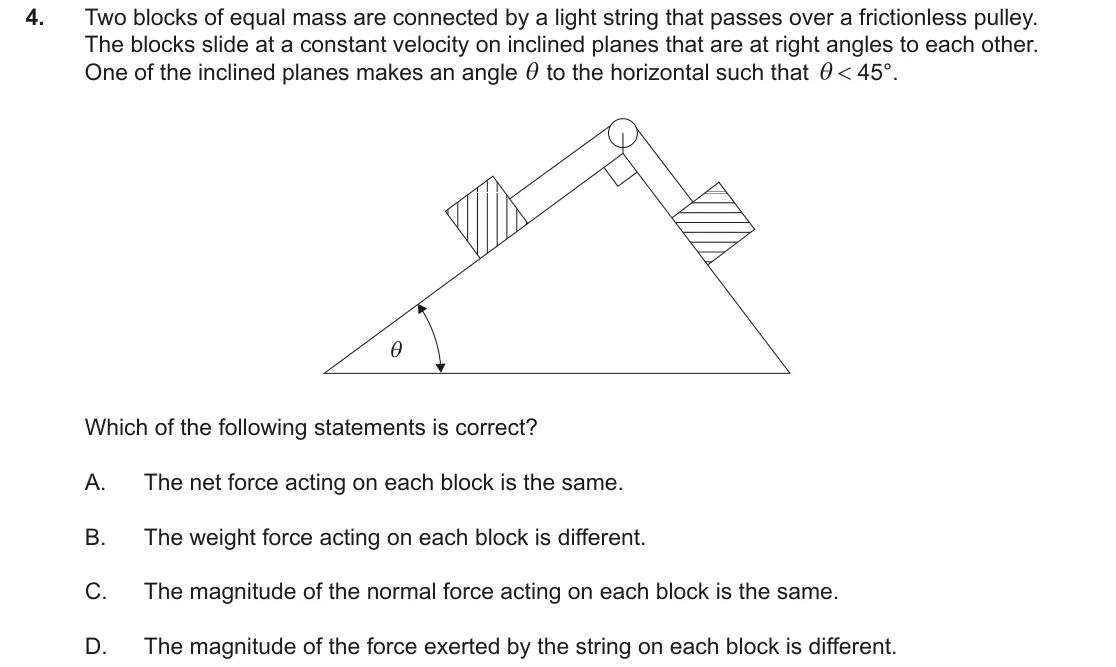 4. Two blocks of equal mass are connected by a light string that passes over a frictionless pulley.
The blocks slide at a constant velocity on inclined planes that are at right angles to each other.
One of the inclined planes makes an angle θ to the horizontal such that θ < 45°.
θ
Which of the following statements is correct?
A. The net force acting on each block is the same.
B. The weight force acting on each block is different.
C. The magnitude of the normal force acting on each block is the same.
D. The magnitude of the force exerted by the string on each block is different.